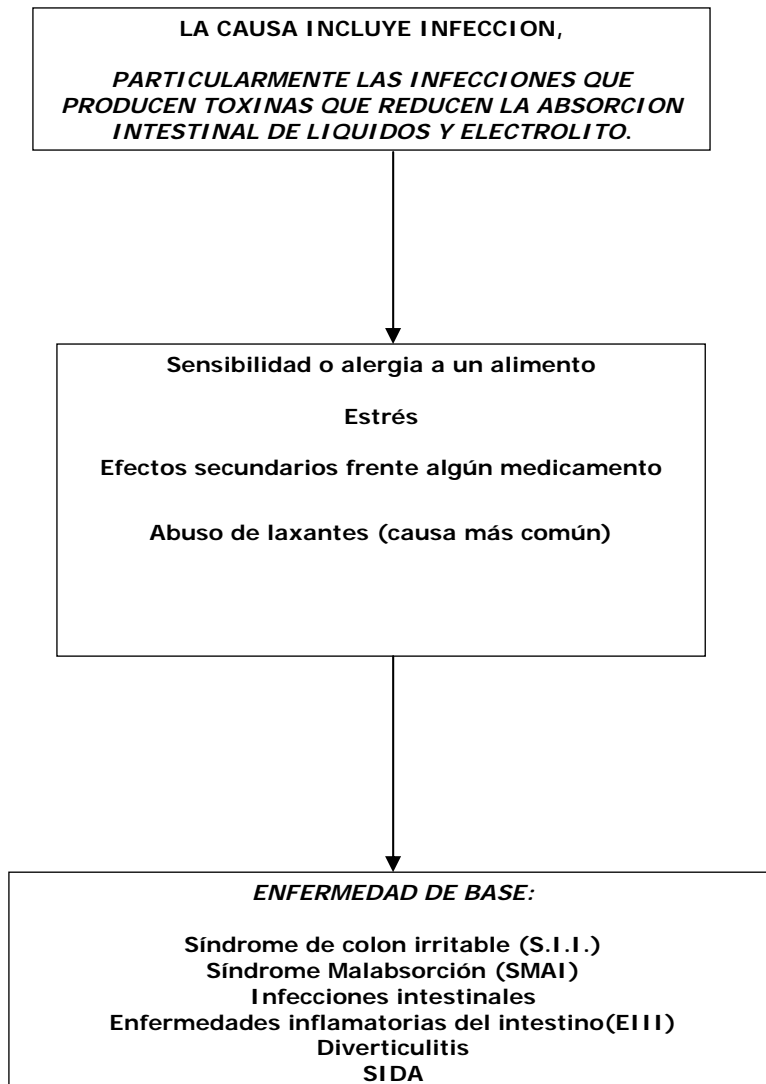 LA CAUSA INCLUYE INFECCION,
PARTICULARMENTE LAS INFECCIONES QUE
PRODUCEN TOXINAS QUE REDUCEN LA ABSORCION
INTESTINAL DE LIQUIDOS Y ELECTROLITO.
Sensibilidad o alergia a un alimento
Estrés
Efectos secundarios frente algún medicamento
Abuso de laxantes (causa más común)
ENFERMEDAD DE BASE:
Síndrome de colon irritable (S.I.I.)
Síndrome Malabsorción (SMAI)
Infecciones intestinales
Enfermedades inflamatorias del intestino(EIII)
Diverticulitis
SIDA